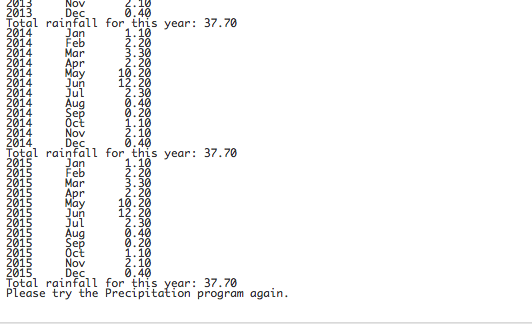 2013 Nov 2.10
2013 Dec 0.40
Total rainfall for this year: 37.70
2014 Jan 1.10
2014 Feb 2.20
2014 Mar 3.30
2014 Apr 2.20
2014 May 10.20
2014 Jun 12.20
2014 Jul 2.30
2014 Aug 0.40
2014 Sep 0.20
2014 Oct 1.10
2014 Nov 2.10
2014 Dec 0.40
Total rainfall for this year: 37.70
2015 Jan 1.10
2015 Feb 2.20
2015 Mar 3.30
2015 Apr 2.20
2015 May 10.20
2015 Jun 12.20
2015 Jul 2.30
2015 Aug 0.40
2015 Sep 0.20
2015 Oct 1.10
2015 Nov 2.10
2015 Dec 0.40
Total rainfall for this year: 37.70
Please try the Precipitation program again.